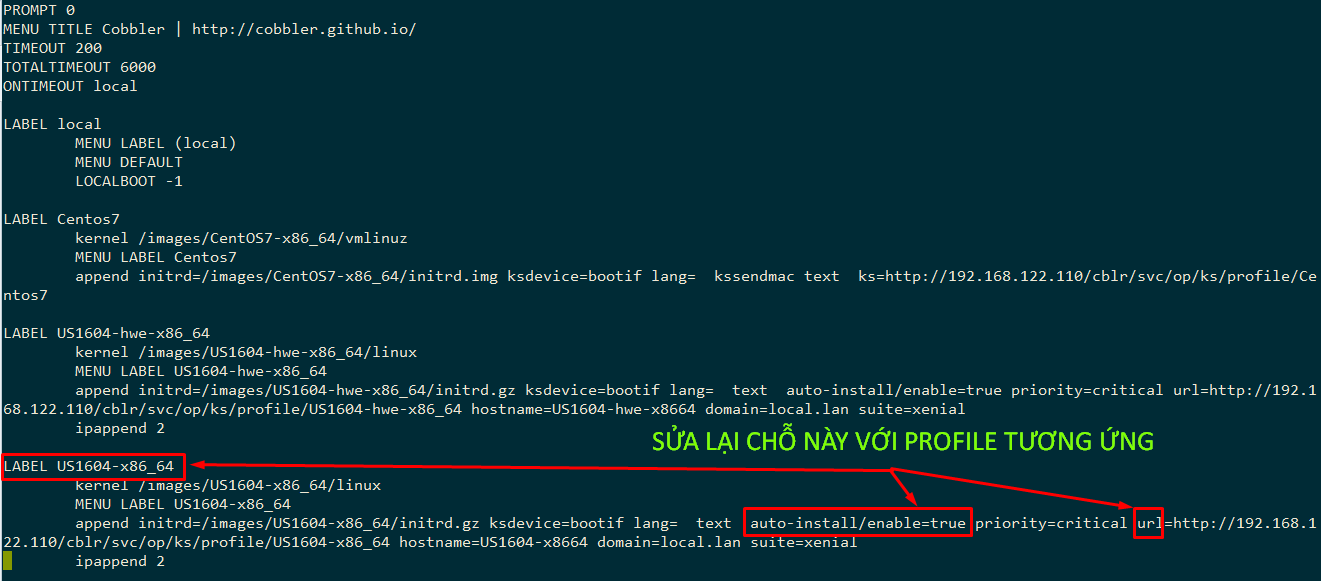 PROMPT 0
MENU TITLE Cobbler | http://cobbler.github.io/
TIMEOUT 200
TOTALTIMEOUT 6000
ONTIMEOUT local
LABEL local
MENU LABEL (local)
MENU DEFAULT
LOCALBOOT -1
LABEL Centos7
kernel /images/CentOS7-x86_64/vmlinuz
MENU LABEL Centos7
append initrd=/images/CentOS7-x86_64/initrd.img ksdevice=bootif lang=  kssendmac text  ks=http://192.168.122.110/cblr/svc/op/ks/profile/Ce
ntos7
LABEL US1604-hwe-x86_64
kernel /images/US1604-hwe-x86_64/linux
MENU LABEL US1604-hwe-x86_64
append initrd=/images/US1604-hwe-x86_64/initrd.gz ksdevice=bootif lang=  text  auto-install/enable=true priority=critical url=http://192.1
68.122.110/cblr/svc/op/ks/profile/US1604-hwe-x86_64 hostname=US1604-hwe-x8664 domain=local.lan suite=xenial
ipappend 2
SỬA LẠI CHỖ NÀY VỚI PROFILE TƯƠNG ỨNG
LABEL US1604-x86_64
kernel /images/US1604-x86_64/linux
MENU LABEL US1604-x86_64
append initrd=/images/US1604-x86_64/initrd.gz ksdevice=bootif lang=  text  auto-install/enable=true priority=critical url=http://192.168.1
22.110/cblr/svc/op/ks/profile/US1604-x86_64 hostname=US1604-x8664 domain=local.lan suite=xenial
ipappend 2